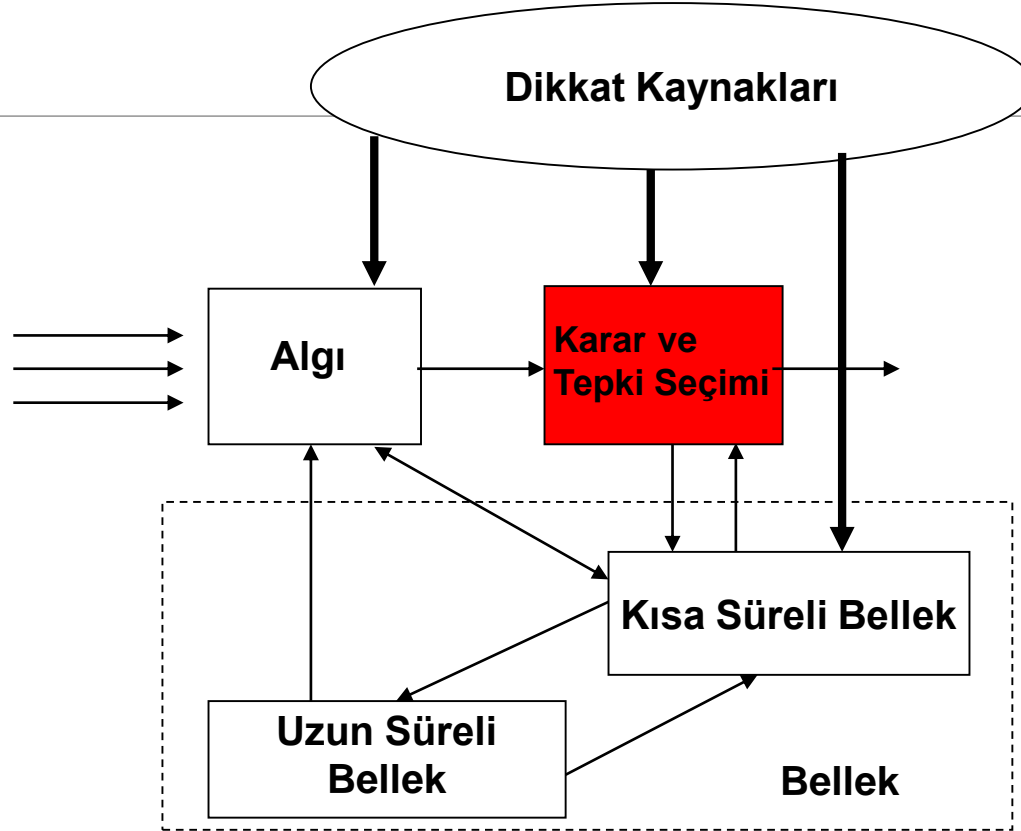 Dikkat Kaynakları
Algı
Karar ve
Tepki Seçimi
Kısa Süreli Bellek
Uzun Süreli
Bellek
Bellek